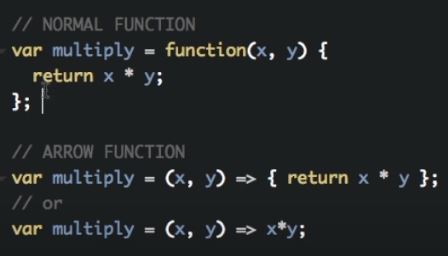 // NORMAL FUNCTION
var multiply = function(x, y) {
  return x * y;
};
// ARROW FUNCTION
var multiply = (x, y) => { return x * y };
// or
var multiply = (x, y) => x*y;